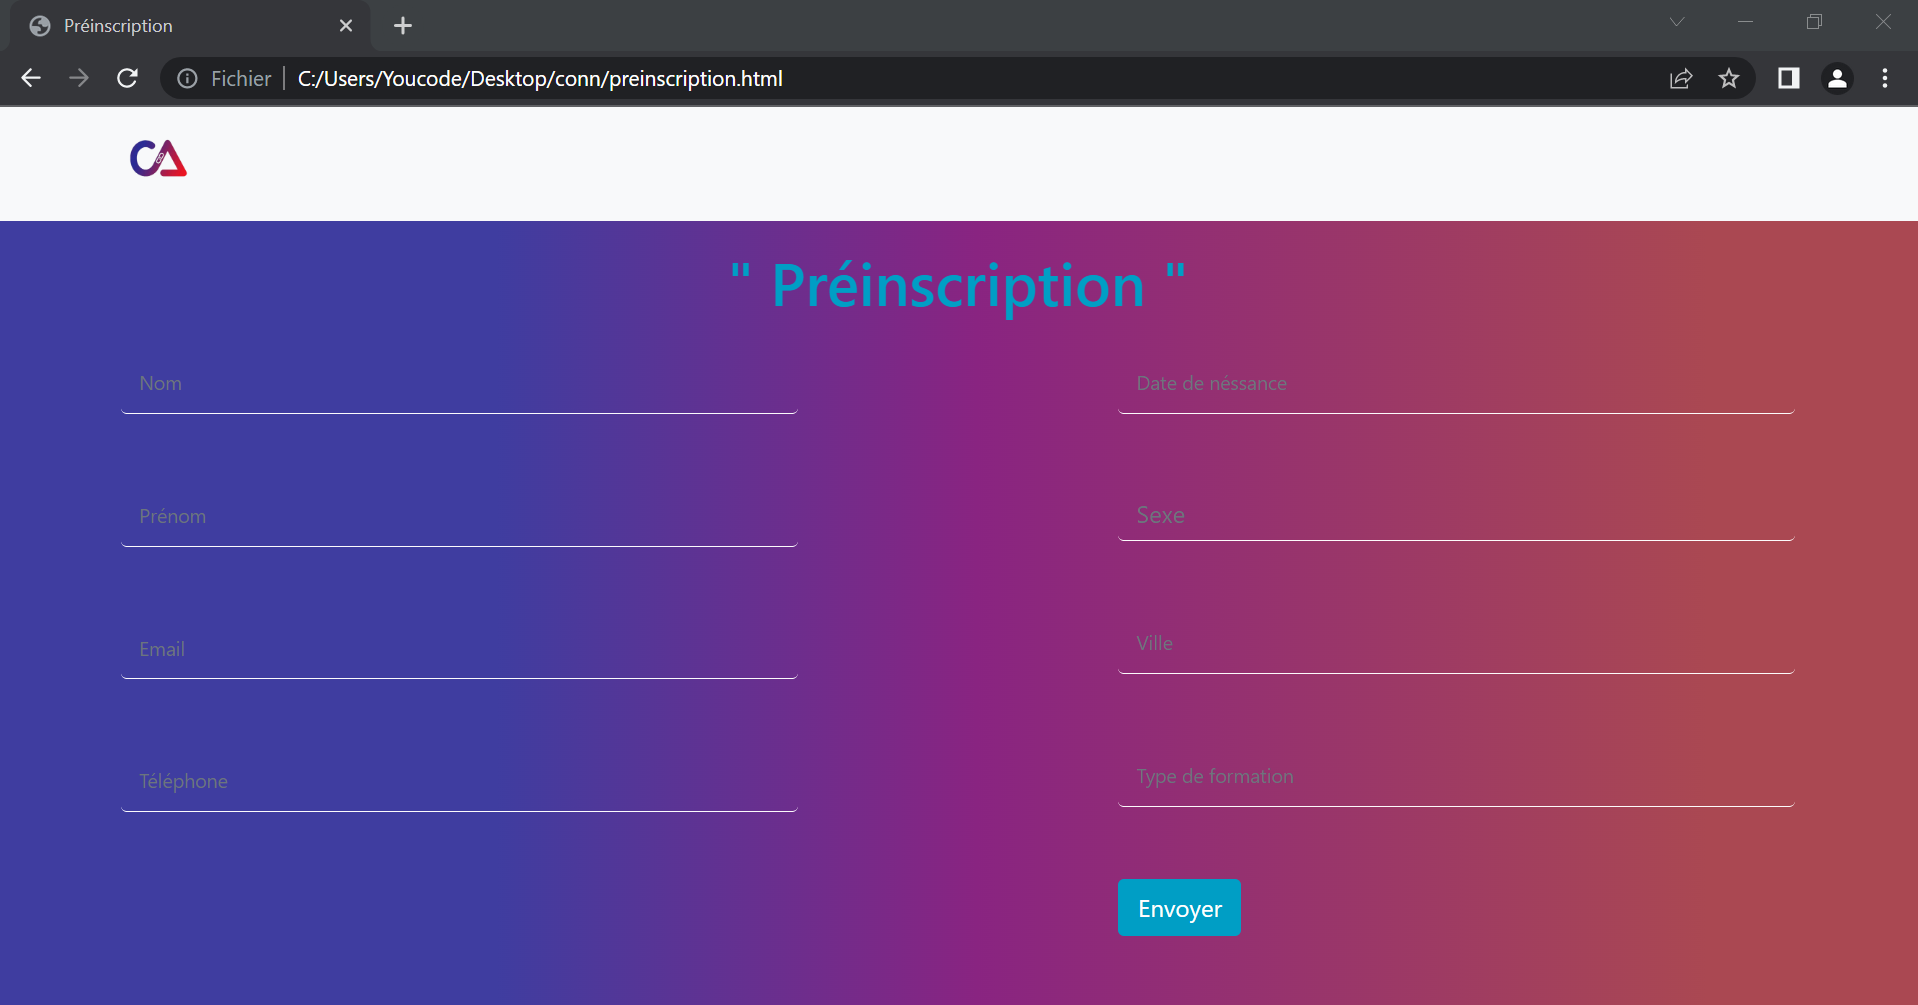 Préinscription
Fichier C:/Users/Youcode/Desktop/conn/preinscription.html
CA
" Préinscription "
Nom
Date de néssance
Prénom
Sexe
Email
Ville
Téléphone
Type de formation
Envoyer